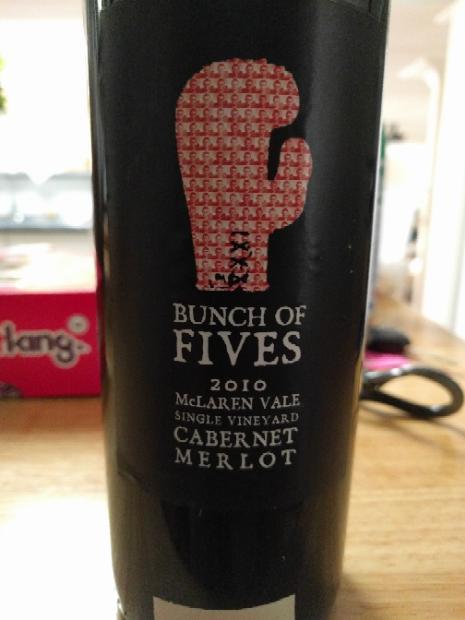 BUNCH OF
FIVES
2010
McLAREN VALE
SINGLE VINEYARD
CABERNET
MERLOT